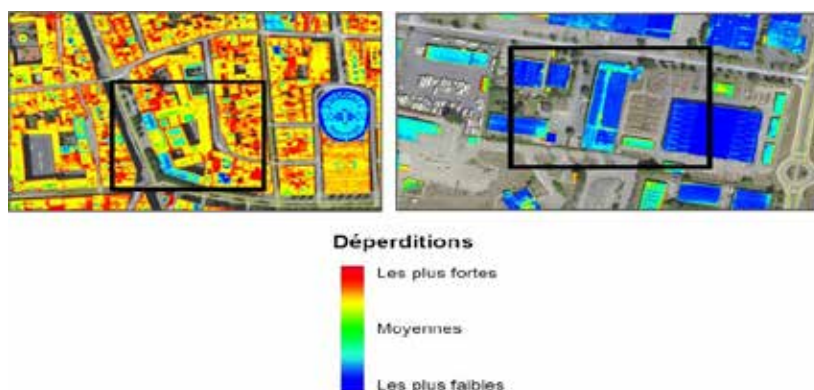 Déperditions
Les plus fortes
Moyennes
Les plus faibles